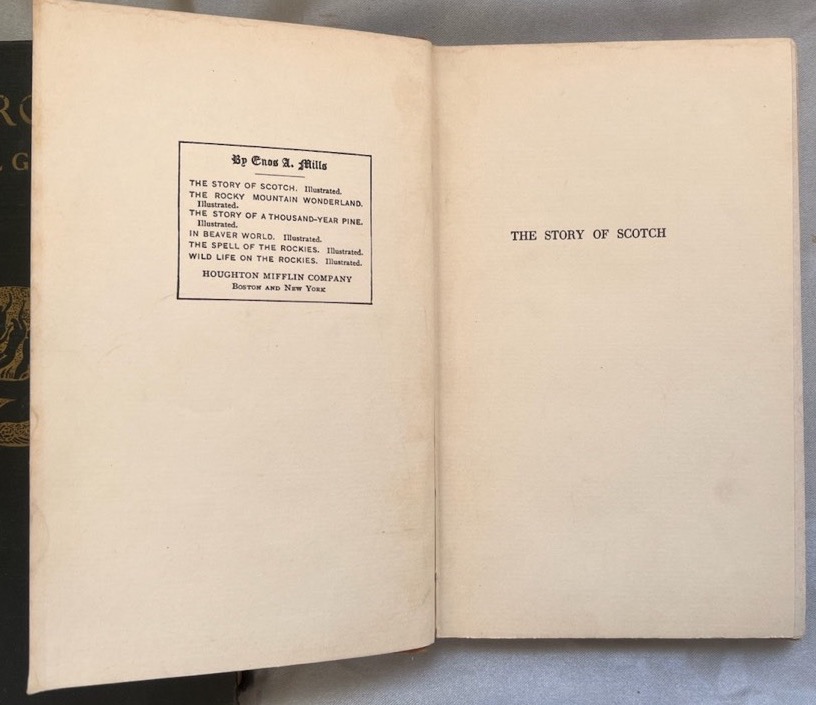 By Enos A. Mills
THE STORY OF SCOTCH. Illustrated.
THE ROCKY MOUNTAIN WONDERLAND.
Illustrated.
THE STORY OF A THOUSAND-YEAR PINE.
Illustrated.
IN BEAVER WORLD. Illustrated.
THE SPELL OF THE ROCKIES. Illustrated.
WILD LIFE ON THE ROCKIES. Illustrated.
HOUGHTON MIFFLIN COMPANY
BOSTON AND NEW YORK
THE STORY OF SCOTCH